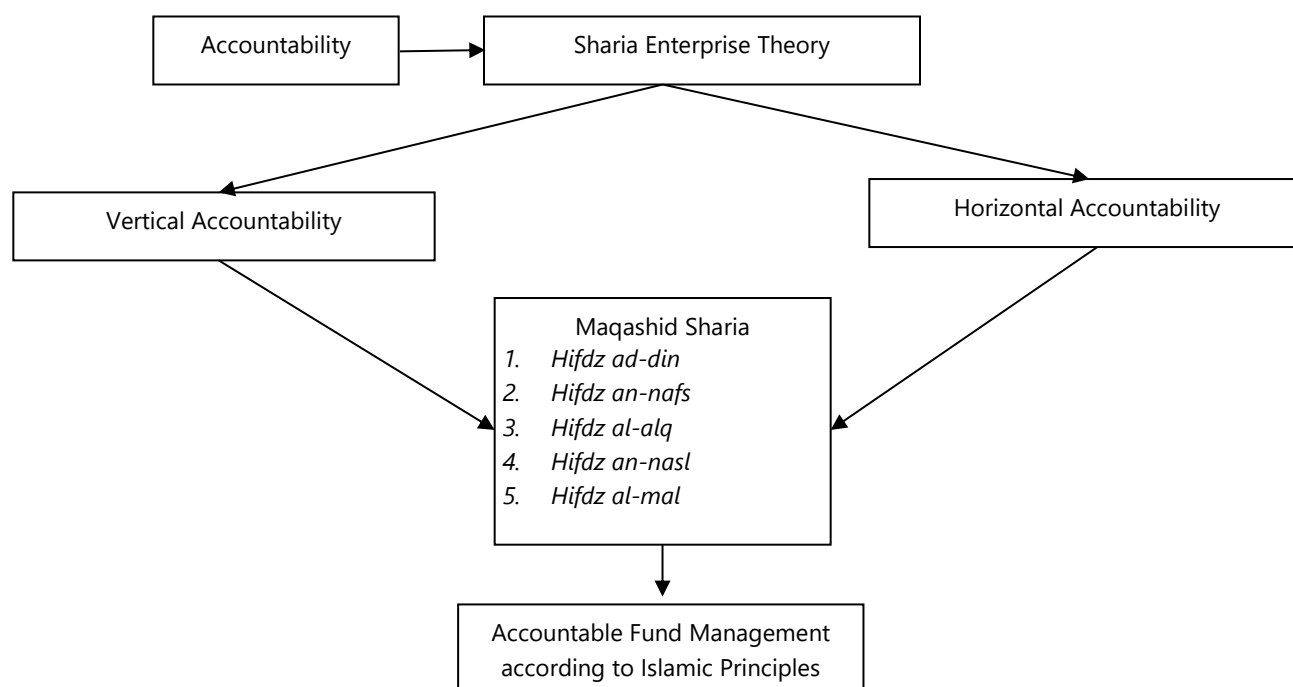 Accountability
Sharia Enterprise Theory
Vertical Accountability
Horizontal Accountability
Maqashid Sharia
1. Hifdz ad-din
2. Hifdz an-nafs
3. Hifdz al-alq
4. Hifdz an-nasl
5. Hifdz al-mal
Accountable Fund Management
according to Islamic Principles